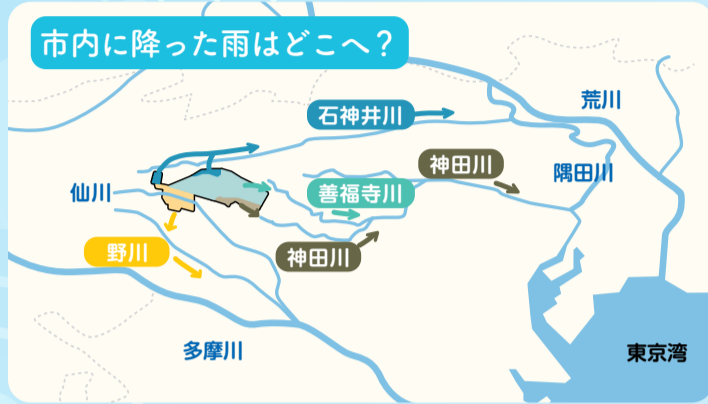 市内に降った雨はどこへ？
荒川
石神井川
神田川
隅田川
仙川
善福寺川
野川
神田川
多摩川
東京湾